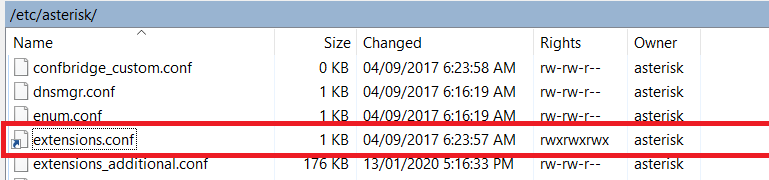 /etc/asterisk/
Name Size Changed Rights Owner
confbridge_custom.conf 0 KB 04/09/2017 6:23:58 AM rw-rw-r-- asterisk
dnsmgr.conf 1 KB 04/09/2017 6:16:19 AM rw-rw-r-- asterisk
enum.conf 1 KB 04/09/2017 6:16:19 AM rw-rw-r-- asterisk
extensions.conf 1 KB 04/09/2017 6:23:57 AM rwxrwxrwx asterisk
extensions_additional.conf 176 KB 13/01/2020 5:16:33 PM rw-rw-r-- asterisk